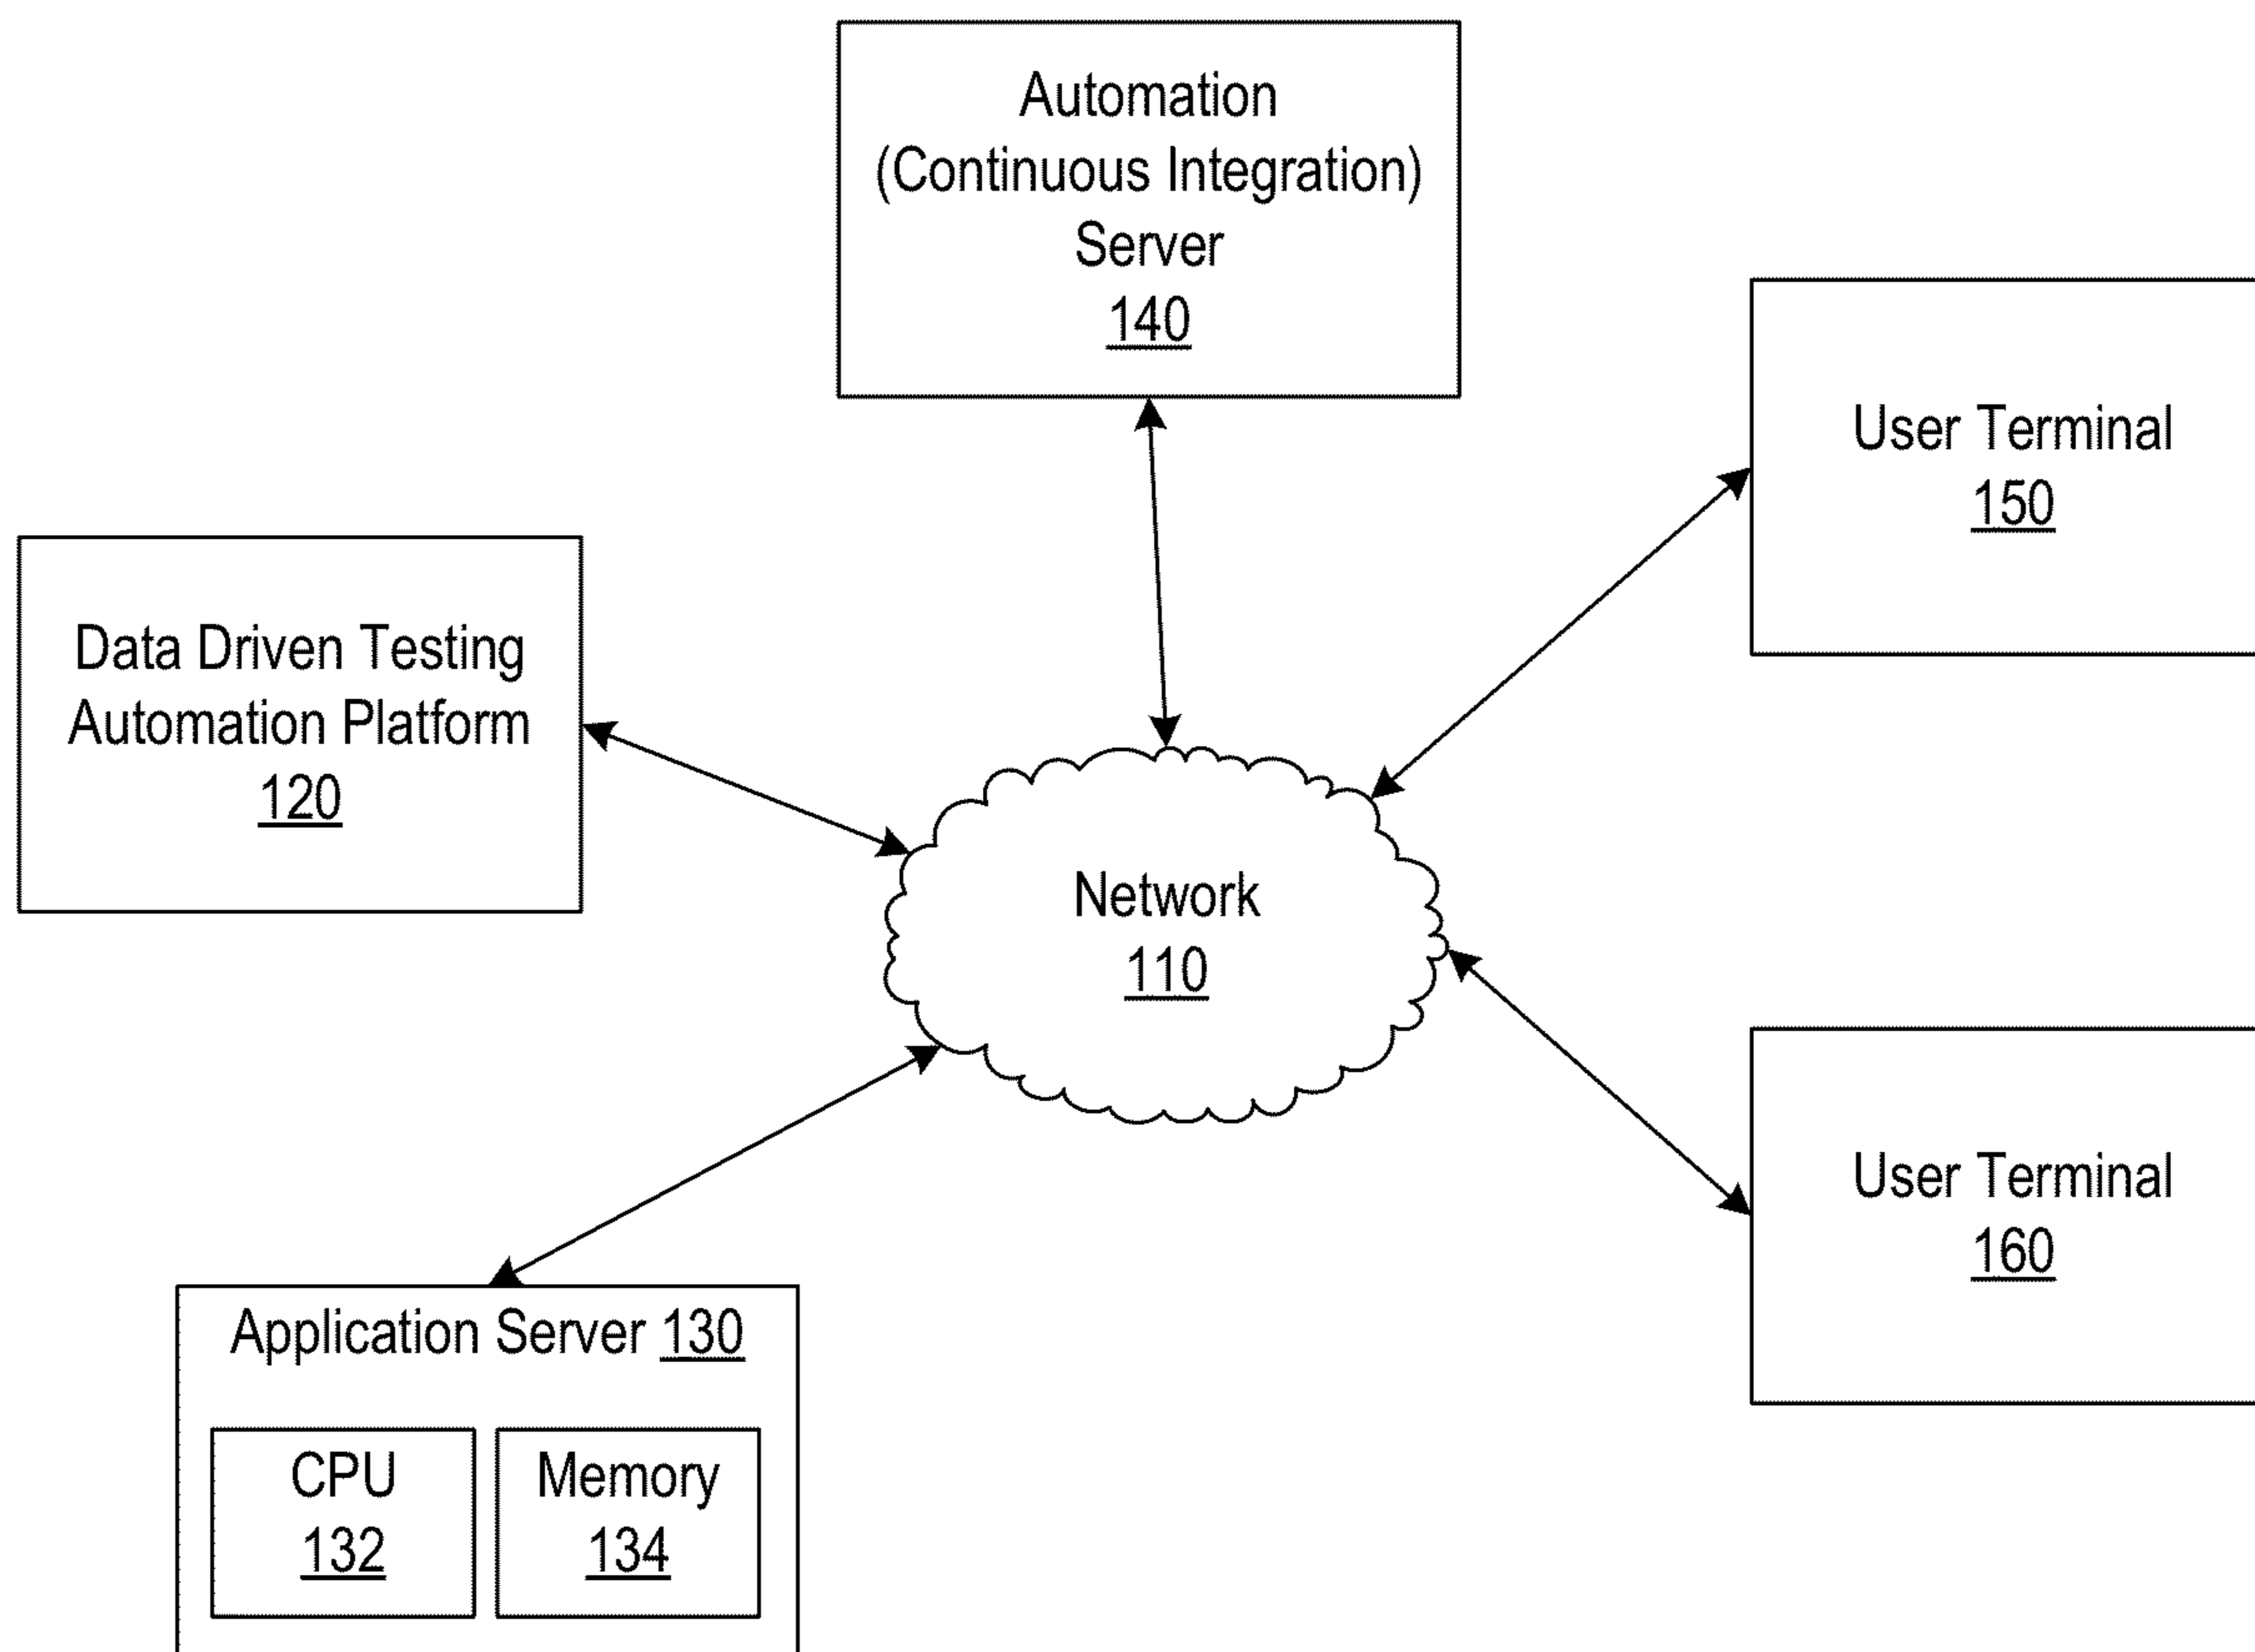 Automation
(Continuous Integration)
Server
140
User Terminal
150
Data Driven Testing
Automation Platform
120
Network
110
User Terminal
160
Application Server 130
CPU
132
Memory
134